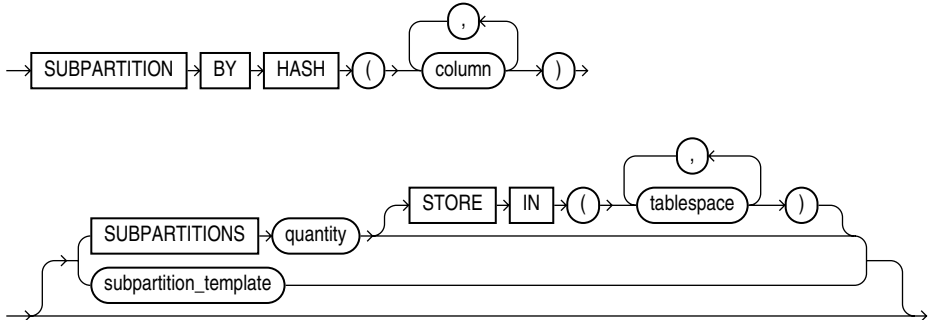 ,
SUBPARTITION BY HASH ( column )
,
STORE IN ( tablespace )
SUBPARTITIONS quantity
subpartition_template